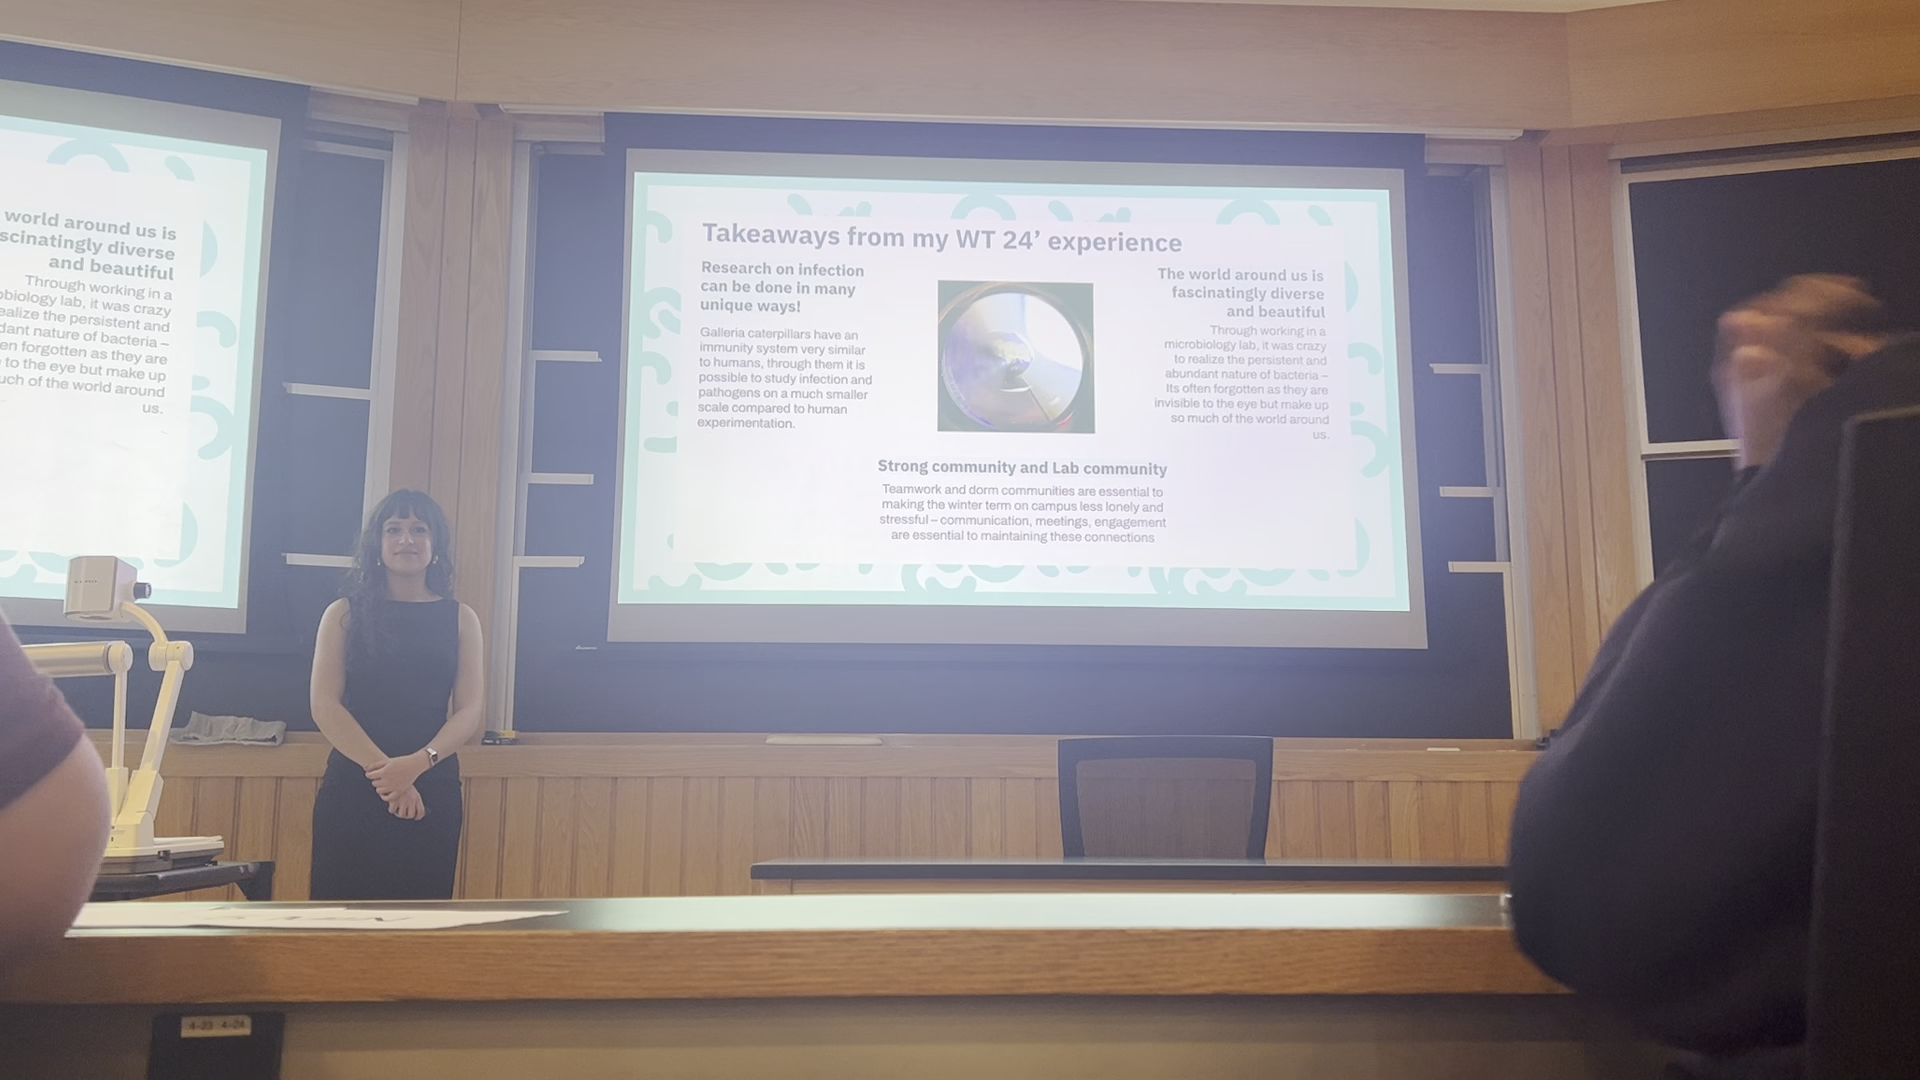 world around us is
scinatingly diverse
and beautiful
Through working in a
obiology lab, it was crazy
ealize the persistent and
dant nature of bacteria –
en forgotten as they are
to the eye but make up
uch of the world around
us.
Takeaways from my WT 24’ experience
Research on infection
can be done in many
unique ways!
Galleria caterpillars have an
immunity system very similar
to humans, through them it is
possible to study infection and
pathogens on a much smaller
scale compared to human
experimentation.
The world around us is
fascinatingly diverse
and beautiful
Through working in a
microbiology lab, it was crazy
to realize the persistent and
abundant nature of bacteria –
Its often forgotten as they are
invisible to the eye but make up
so much of the world around
us.
Strong community and Lab community
Teamwork and dorm communities are essential to
making the winter term on campus less lonely and
stressful – communication, meetings, engagement
are essential to maintaining these connections
4-23 4-24